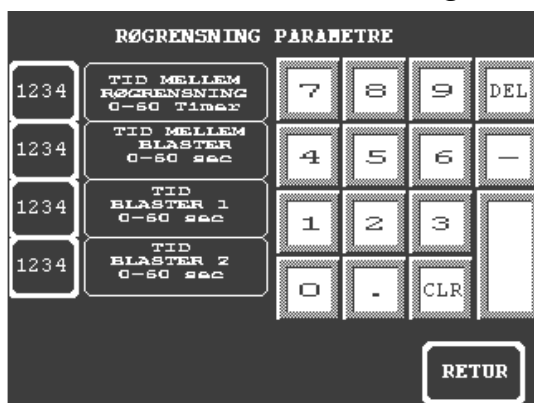 RØGRENSNING PARAMETRE
1234
TID MELLEM
RØGRENSNING
0-60 Timer
1234
TID MELLEM
BLASTER
0-60 sec
1234
TID
BLASTER 1
0-60 sec
1234
TID
BLASTER 2
0-60 sec
7 8 9 DEL
4 5 6 -
1 2 3
0 . CLR
RETUR